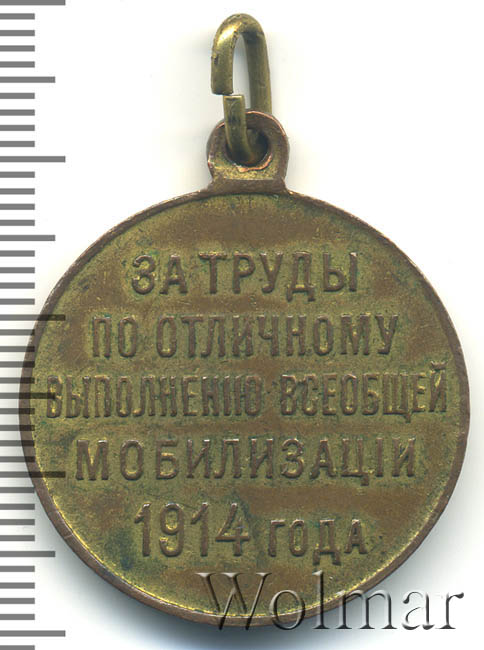 ЗА ТРУДЫ
ПО ОТЛИЧНОМУ
ВЫПОЛНЕНІЮ ВСЕОБЩЕЙ
МОБИЛИЗАЦІИ
1914 ГОДА
Wolmar